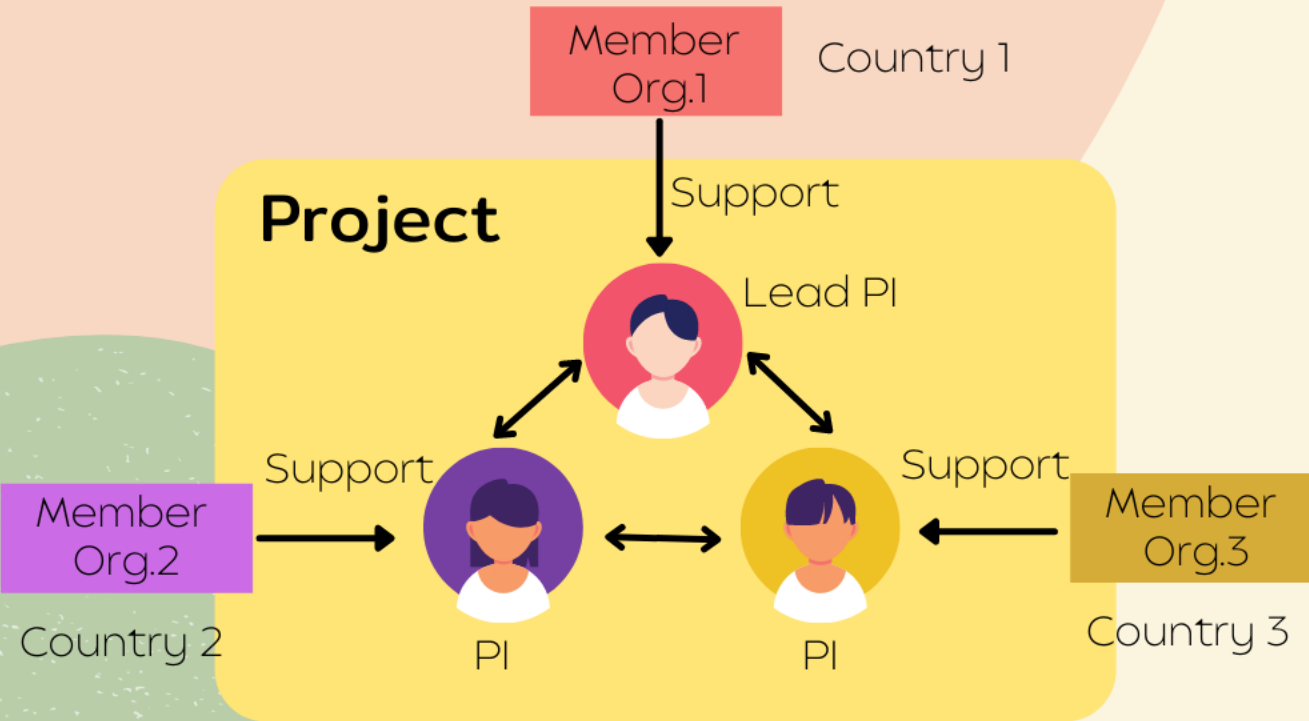 Member
Org.1
Country 1
Support
Project
Lead PI
Support
Support
Member
Org.2
Member
Org.3
Country 2
Country 3
PI
PI